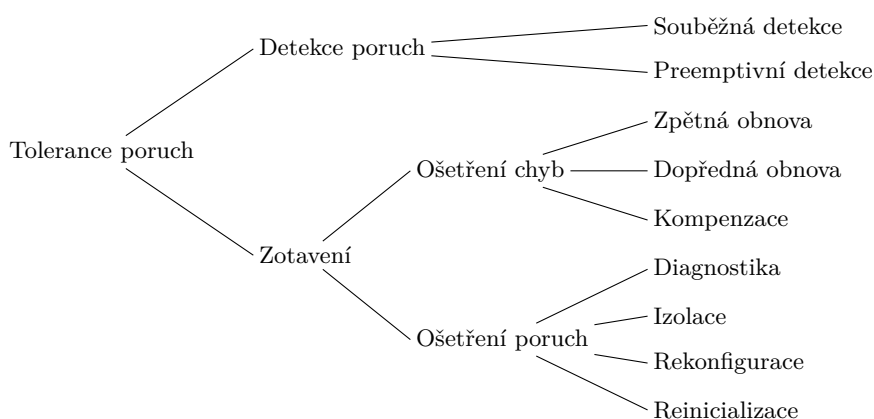 Souběžná detekce
Detekce poruch
Preemptivní detekce
Zpětná obnova
Tolerance poruch
Ošetření chyb
Dopředná obnova
Kompenzace
Zotavení
Diagnostika
Izolace
Ošetření poruch
Rekonfigurace
Reinicializace